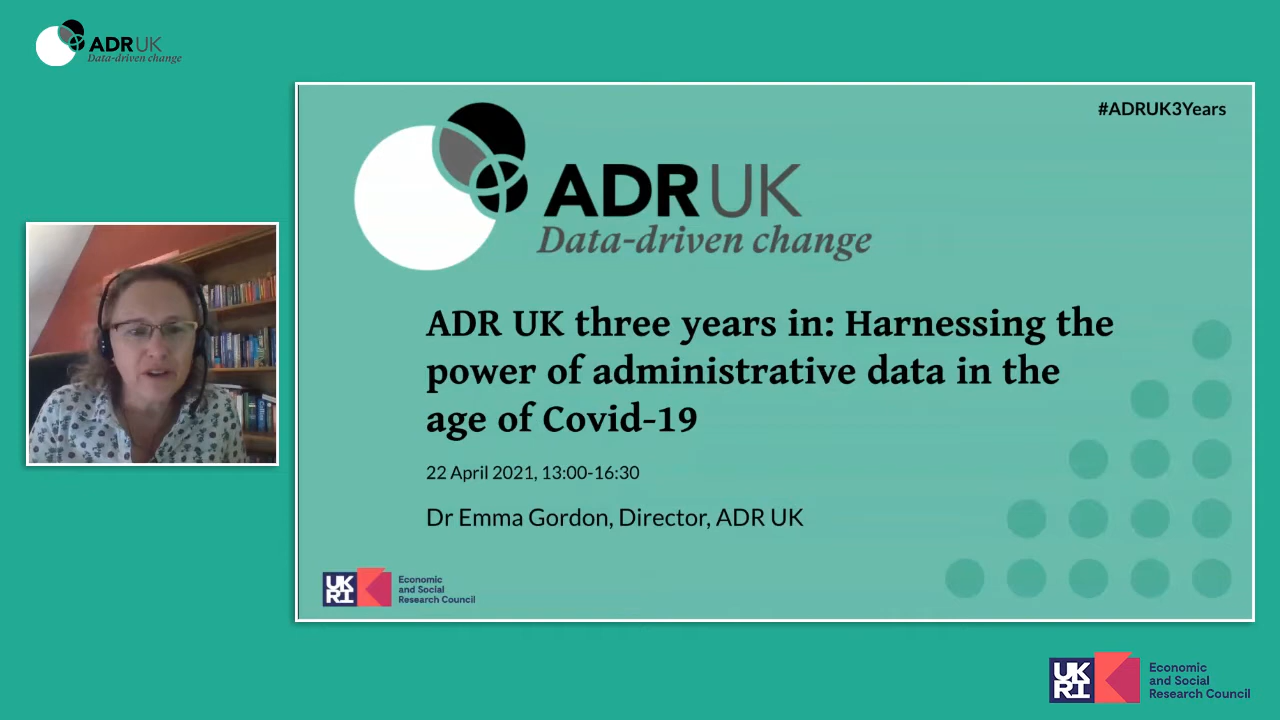 ADR UK
Data-driven change
#ADRUK3Years
ADR UK
Data-driven change
ADR UK three years in: Harnessing the
power of administrative data in the
age of Covid-19
22 April 2021, 13:00-16:30
Dr Emma Gordon, Director, ADR UK
UK
RI
Economic
and Social
Research Council
UK
RI
Economic
and Social
Research Council